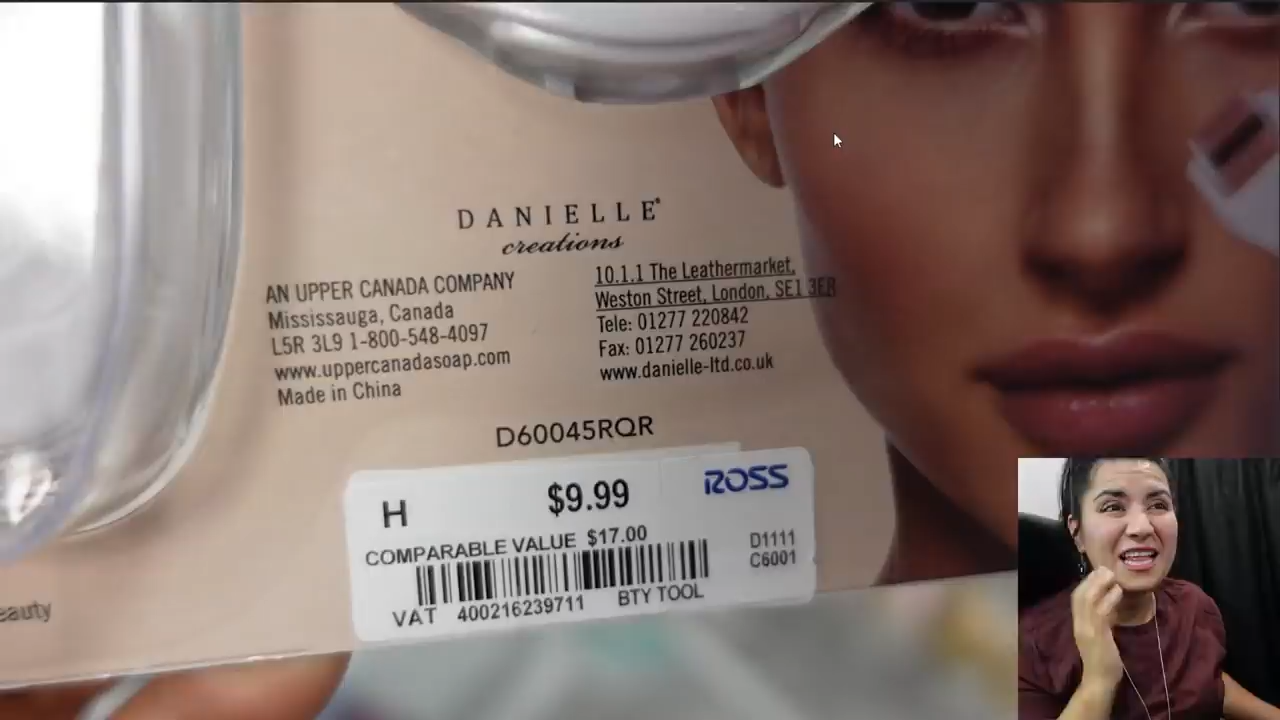 DANIELLE®
creations
AN UPPER CANADA COMPANY
Mississauga, Canada
L5R 3L9 1-800-548-4097
www.uppercanadasoap.com
Made in China
10.1.1 The Leathermarket,
Weston Street, London, SE1 3ER
Tele: 01277 220842
Fax: 01277 260237
www.danielle-ltd.co.uk
D60045RQR
H
$9.99
ROSS
COMPARABLE VALUE $17.00
D1111
C6001
VAT 400216239711 BTY TOOL
eauty